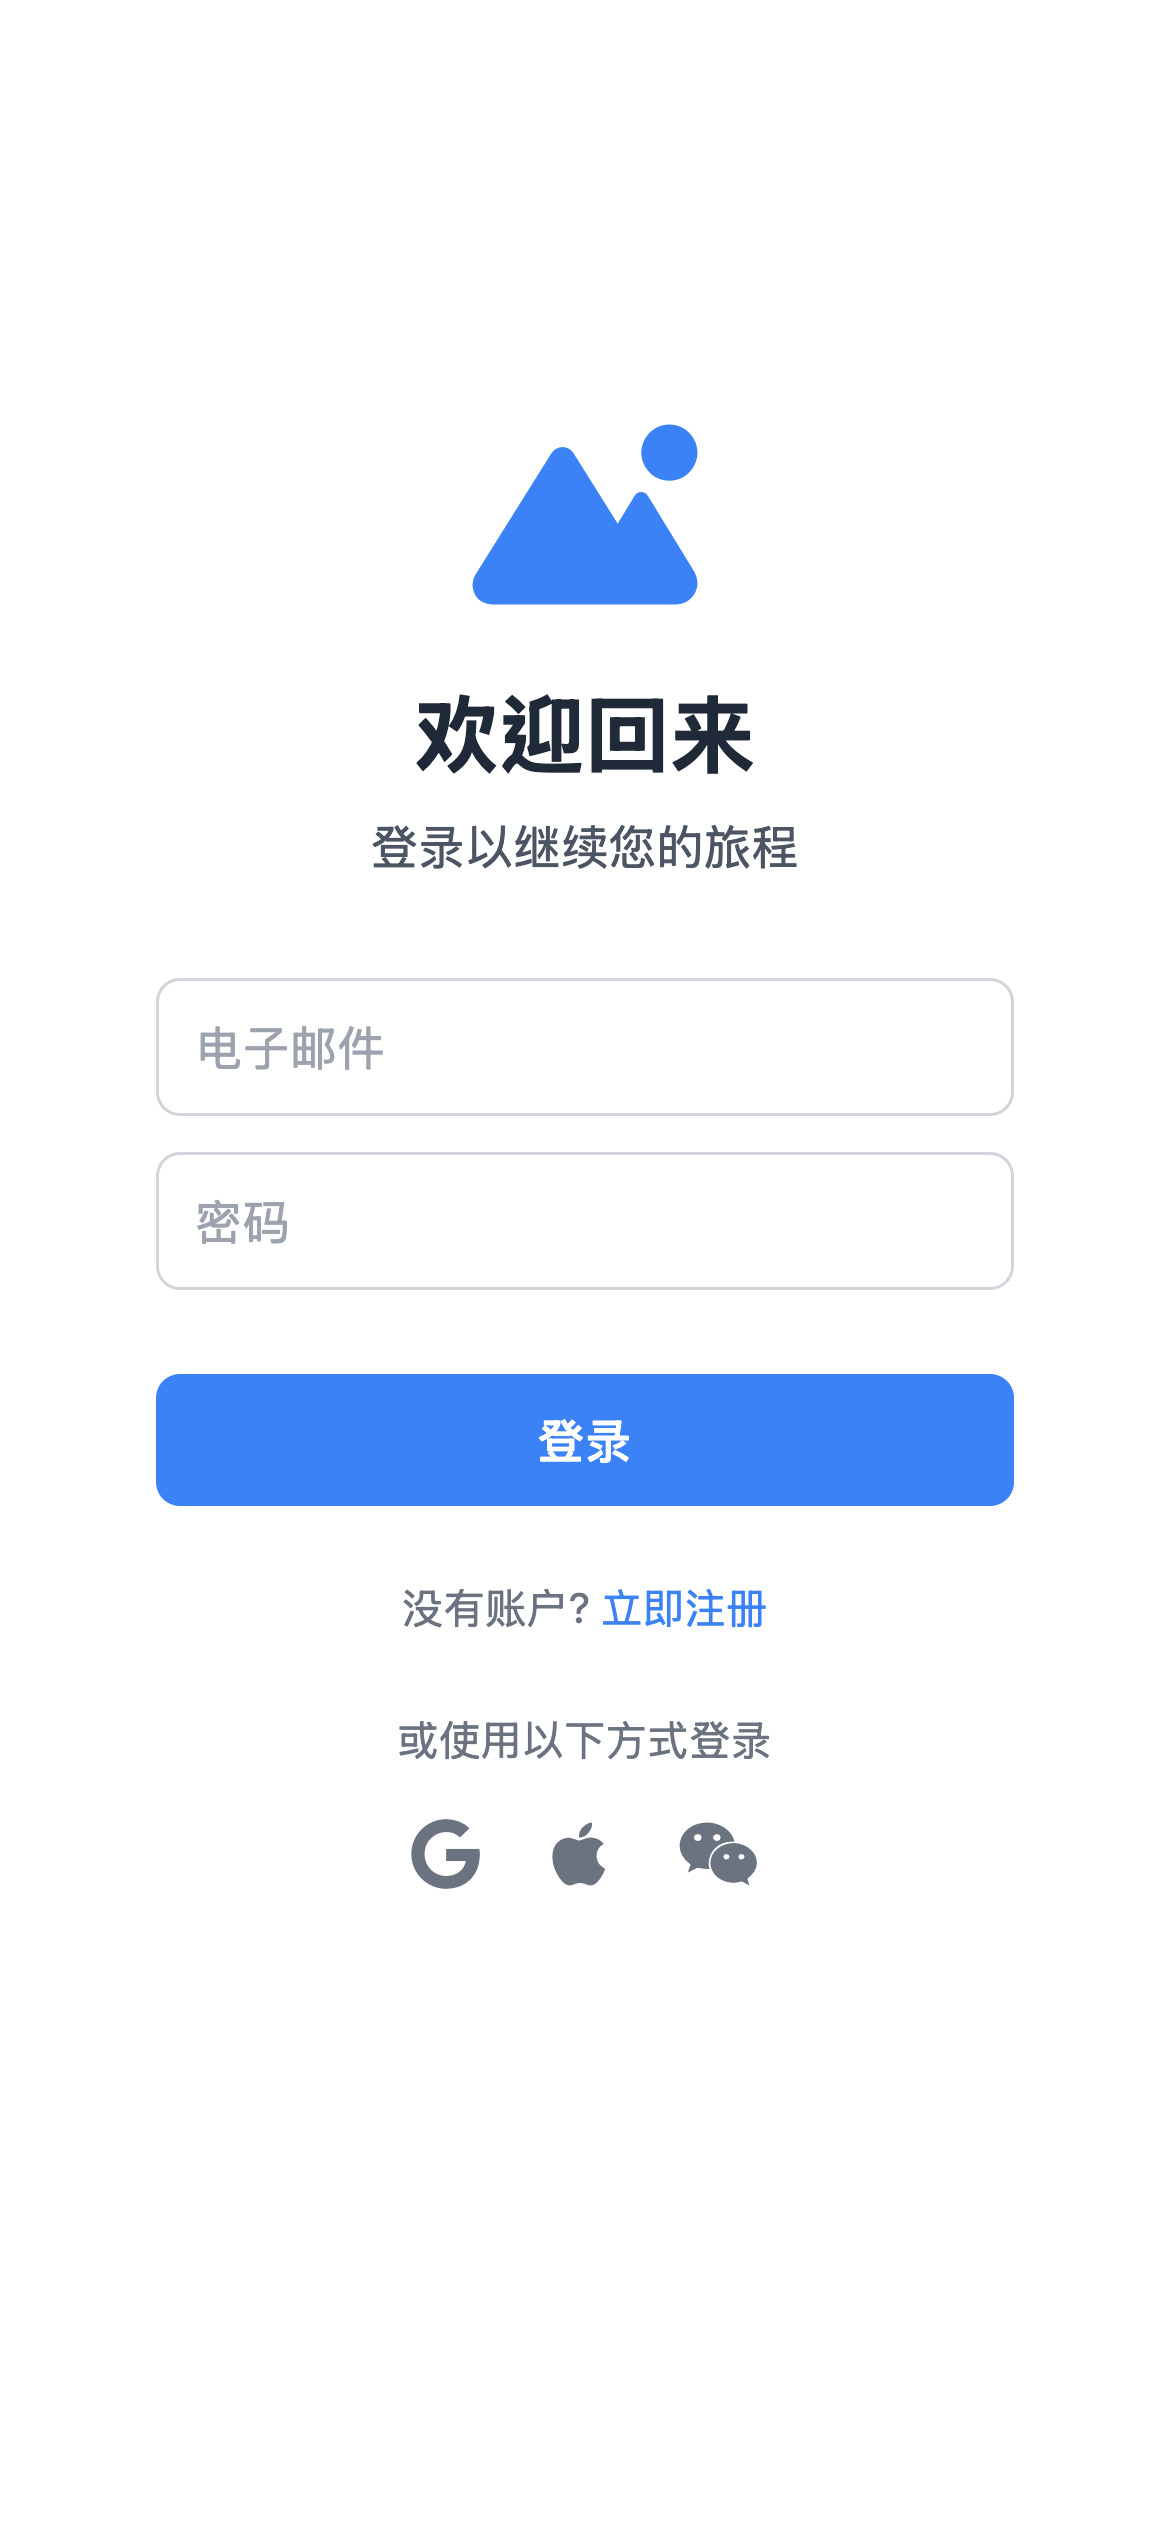 欢迎回来
登录以继续您的旅程
电子邮件
密码
登录
没有账户? 立即注册
或使用以下方式登录